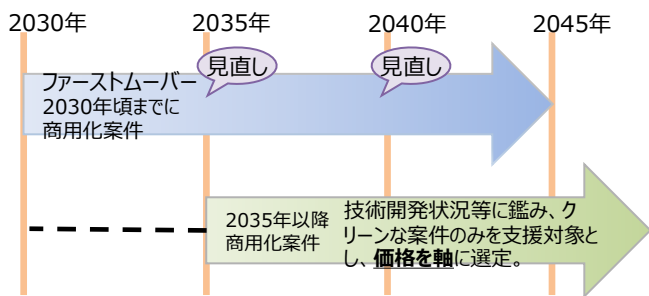 2030年 2035年 2040年 2045年
見直し 見直し
ファーストムーバー
2030年頃までに
商用化案件
2035年以降
商用化案件
技術開発状況等に鑑み、ク
リーンな案件のみを支援対象と
し、価格を軸に選定。